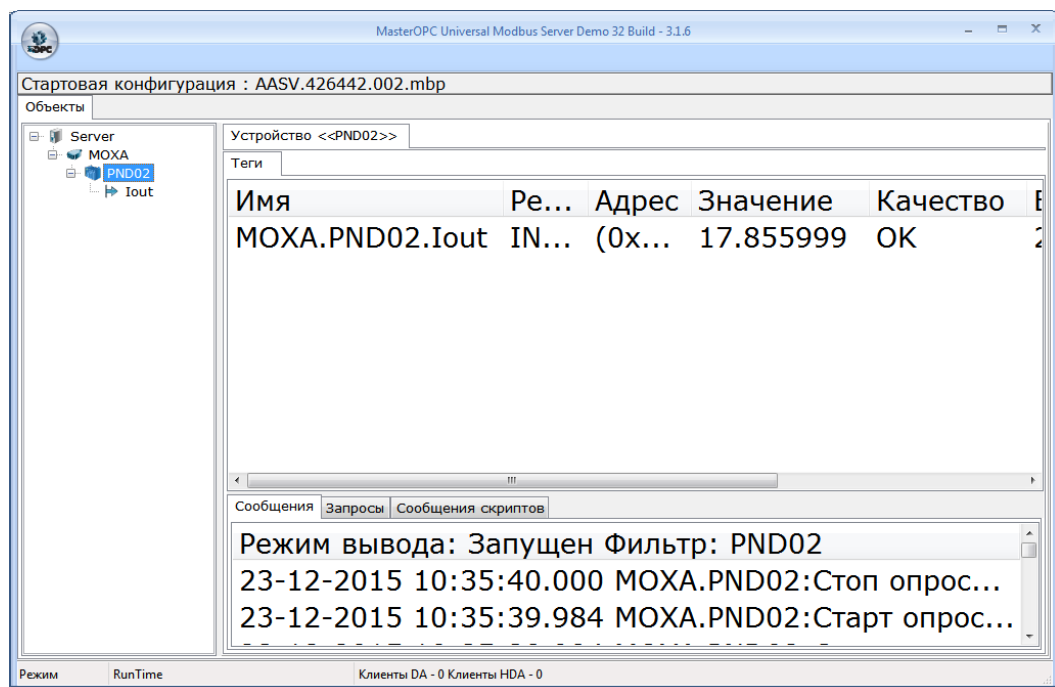 MasterOPC Universal Modbus Server Demo 32 Build - 3.1.6
Стартовая конфигурация : AASV.426442.002.mbp
Объекты
Server
MOXA
PND02
Iout
Устройство <<PND02>>
Теги
Имя Ре... Адрес Значение Качество
MOXA.PND02.Iout IN... (0x... 17.855999 OK
Сообщения Запросы Сообщения скриптов
Режим вывода: Запущен Фильтр: PND02
23-12-2015 10:35:40.000 MOXA.PND02:Стоп опрос...
23-12-2015 10:35:39.984 MOXA.PND02:Старт опрос...
Режим RunTime Клиенты DA - 0 Клиенты HDA - 0